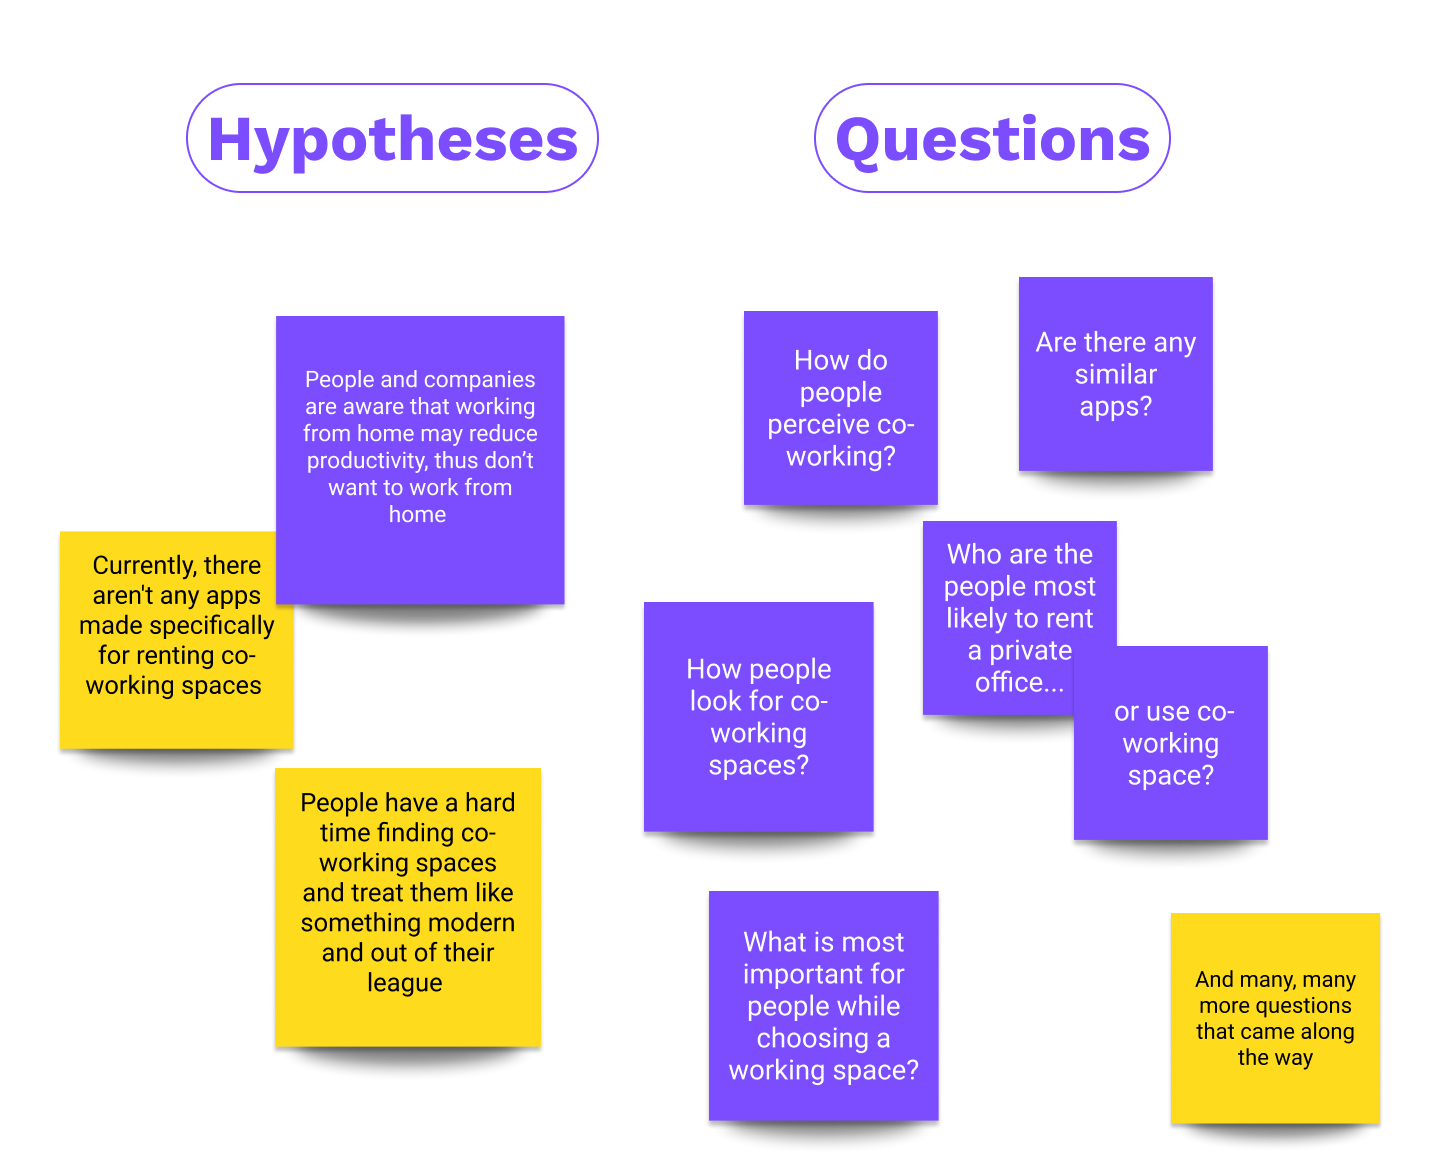 Hypotheses
People and companies
are aware that working
from home may reduce
productivity, thus don’t
want to work from
home
Currently, there
aren't any apps
made specifically
for renting co-
working spaces
People have a hard
time finding co-
working spaces
and treat them like
something modern
and out of their
league
Questions
How do
people
perceive co-
working?
Are there any
similar
apps?
Who are the
people most
likely to rent
a private
office...
or use co-
working
space?
How people
look for co-
working
spaces?
What is most
important for
people while
choosing a
working space?
And many, many
more questions
that came along
the way